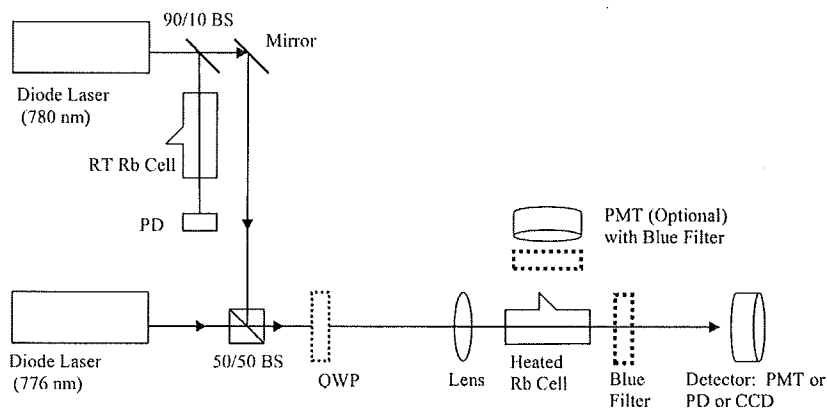 90/10 BS
Mirror
Diode Laser
(780 nm)
RT Rb Cell
PD
PMT (Optional)
with Blue Filter
Diode Laser
(776 nm)
50/50 BS
QWP
Lens
Heated
Rb Cell
Blue
Filter
Detector: PMT or
PD or CCD